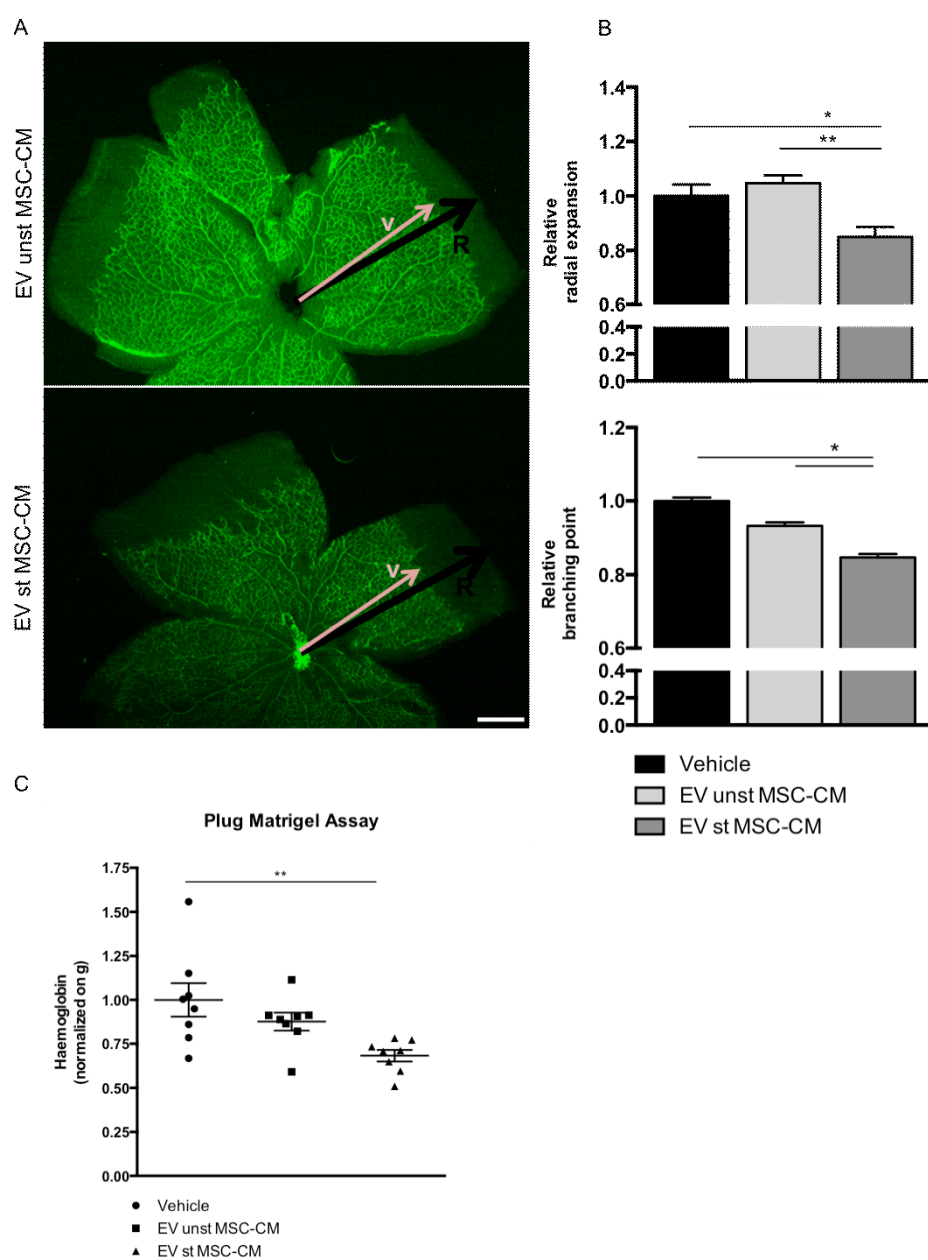 A
EV unst MSC-CM
V
R
EV st MSC-CM
V
R
B
Relative
radial expansion
1.4
1.2
1.0
0.8
0.6
0.4
0.2
0.0
*
**
Relative
branching point
1.2
1.0
0.8
0.6
0.4
0.2
0.0
*
Vehicle
EV unst MSC-CM
EV st MSC-CM
C
Plug Matrigel Assay
Haemoglobin
(normalized on g)
1.75
1.50
1.25
1.00
0.75
0.50
0.25
0.00
**
Vehicle
EV unst MSC-CM
EV st MSC-CM